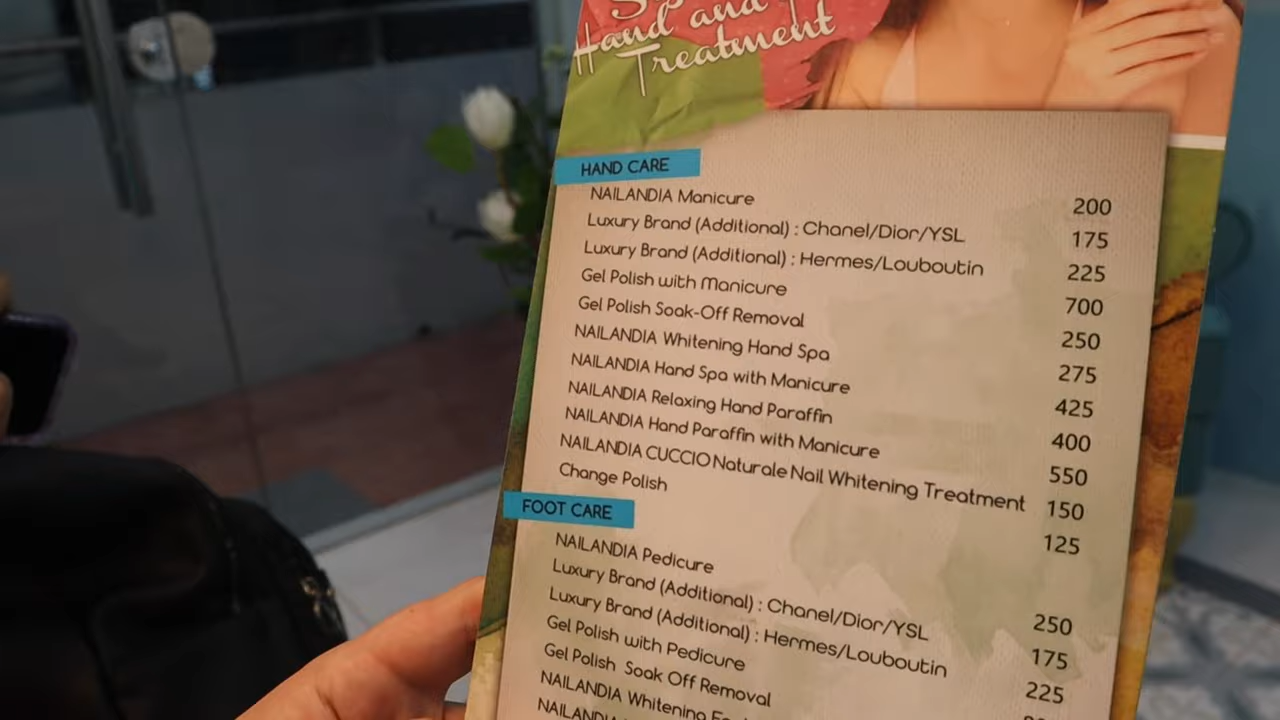 Hand and
Treatment
HAND CARE
NAILANDIA Manicure 200
Luxury Brand (Additional) : Chanel/Dior/YSL 175
Luxury Brand (Additional) : Hermes/Louboutin 225
Gel Polish with Manicure 700
Gel Polish Soak-Off Removal 250
NAILANDIA Whitening Hand Spa 275
NAILANDIA Hand Spa with Manicure 425
NAILANDIA Relaxing Hand Paraffin 400
NAILANDIA Hand Paraffin with Manicure 550
NAILANDIA CUCCIO Naturale Nail Whitening Treatment 150
Change Polish 125
FOOT CARE
NAILANDIA Pedicure 250
Luxury Brand (Additional) : Chanel/Dior/YSL 175
Luxury Brand (Additional) : Hermes/Louboutin 225
Gel Polish with Pedicure
Gel Polish Soak Off Removal
NAILANDIA Whitening
NAILANDIA